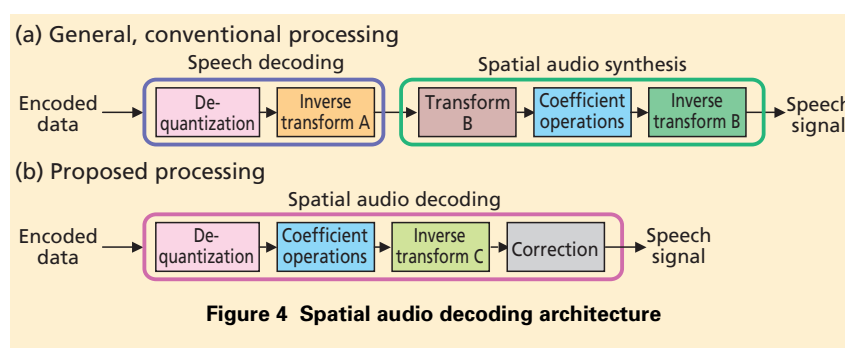 (a) General, conventional processing
Speech decoding
Spatial audio synthesis
Encoded
data
De-
quantization
Inverse
transform A
Transform
B
Coefficient
operations
Inverse
transform B
Speech
signal
(b) Proposed processing
Spatial audio decoding
Encoded
data
De-
quantization
Coefficient
operations
Inverse
transform C
Correction
Speech
signal
Figure 4 Spatial audio decoding architecture